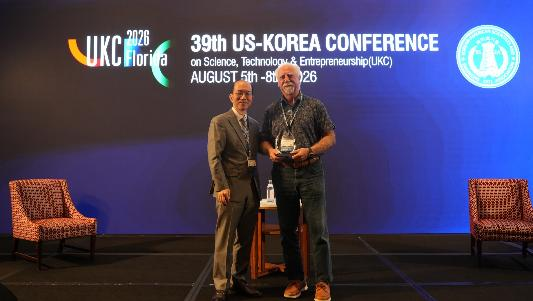 UKC 2026
Florida
39th US-KOREA CONFERENCE
on Science, Technology & Entrepreneurship(UKC)
AUGUST 5th -8th 2026